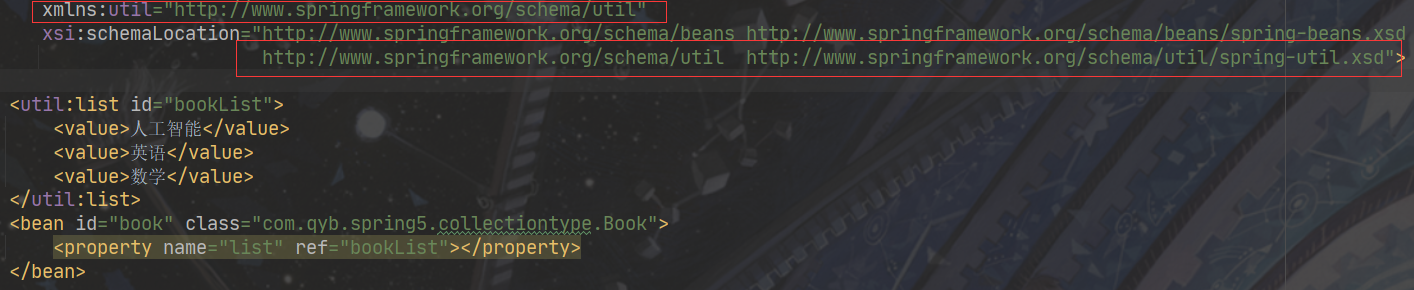 xmlns:util="http://www.springframework.org/schema/util"
xsi:schemaLocation="http://www.springframework.org/schema/beans http://www.springframework.org/schema/beans/spring-beans.xsd
http://www.springframework.org/schema/util  http://www.springframework.org/schema/util/spring-util.xsd">
<util:list id="bookList">
    <value>人工智能</value>
    <value>英语</value>
    <value>数学</value>
</util:list>
<bean id="book" class="com.qyb.spring5.collectiontype.Book">
    <property name="list" ref="bookList"></property>
</bean>